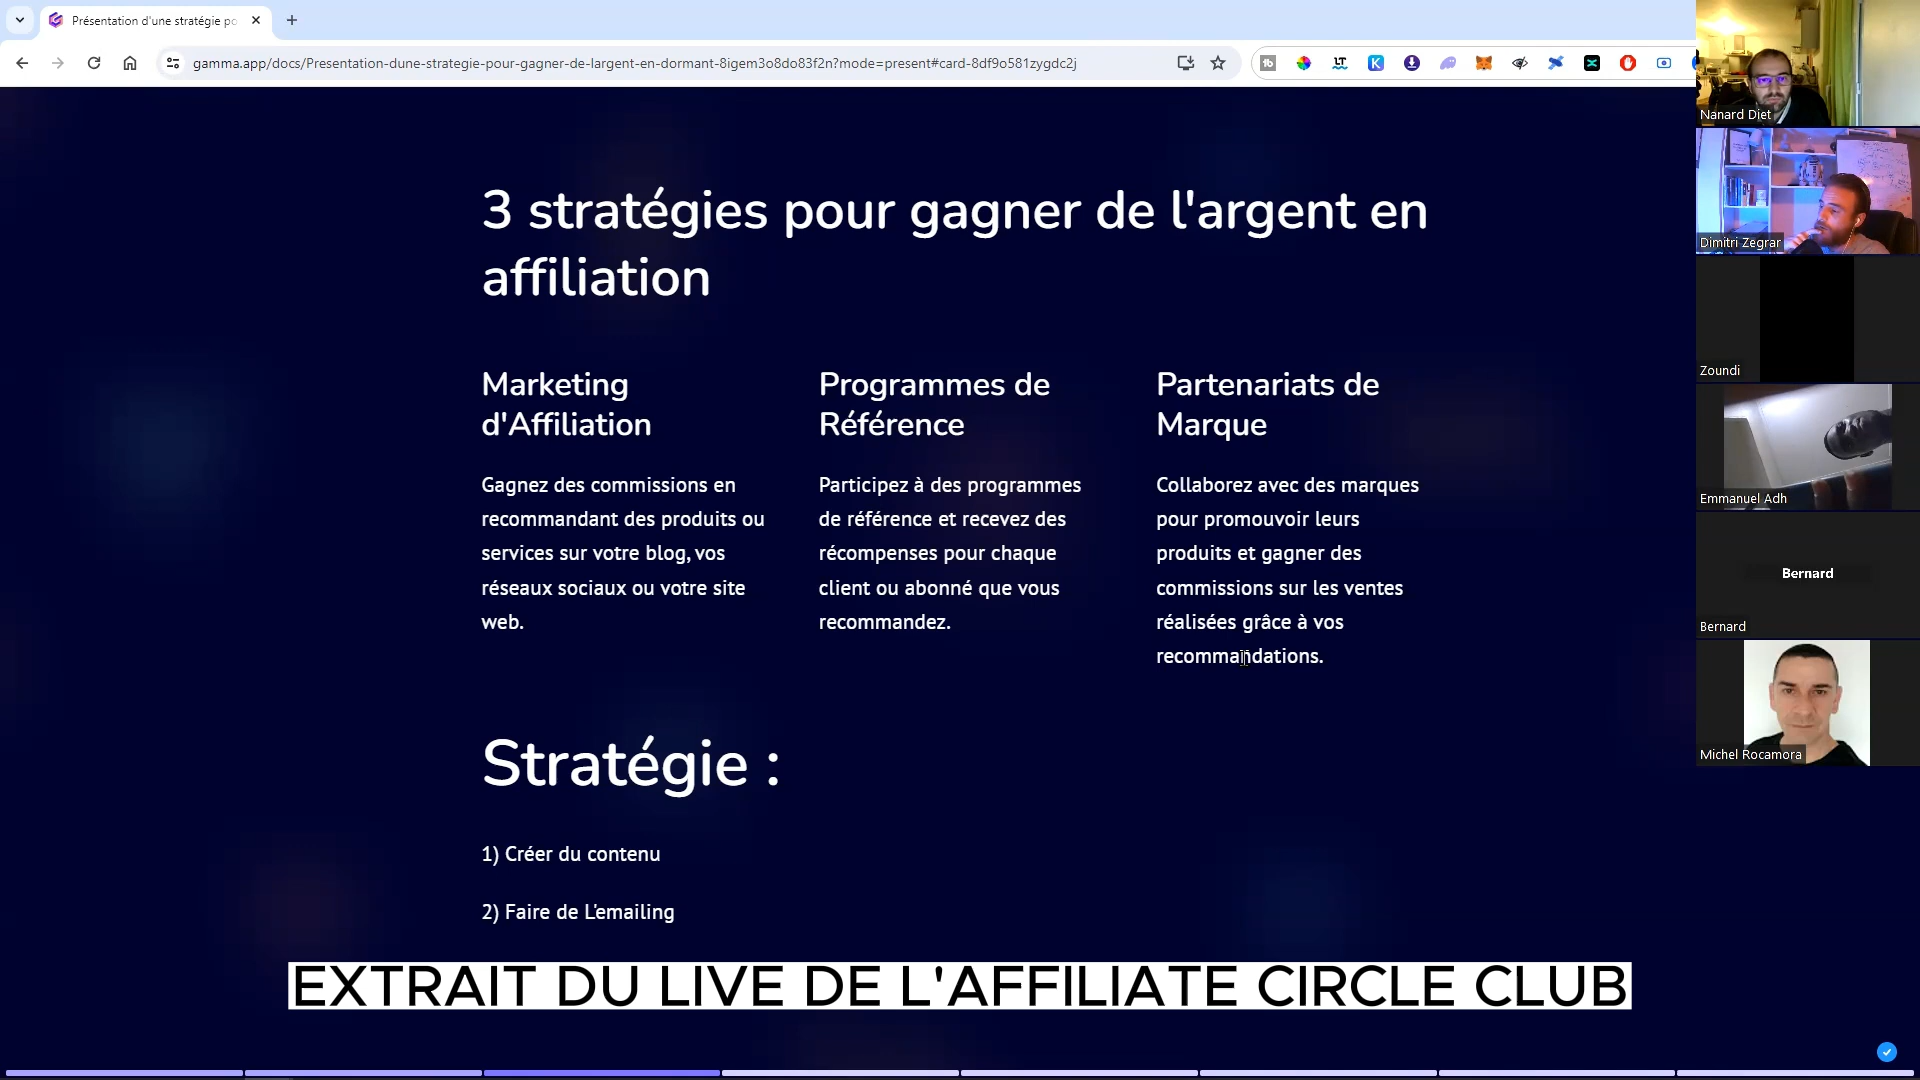 Présentation d'une stratégie po
gamma.app/docs/Presentation-dune-strategie-pour-gagner-de-largent-en-dormant-8igem3o8do83f2n?mode=present#card-8df9o581zygdc2j
3 stratégies pour gagner de l'argent en
affiliation
Marketing
d'Affiliation
Gagnez des commissions en
recommandant des produits ou
services sur votre blog, vos
réseaux sociaux ou votre site
web.
Programmes de
Référence
Participez à des programmes
de référence et recevez des
récompenses pour chaque
client ou abonné que vous
recommandez.
Partenariats de
Marque
Collaborez avec des marques
pour promouvoir leurs
produits et gagner des
commissions sur les ventes
réalisées grâce à vos
recommandations.
Stratégie :
1) Créer du contenu
2) Faire de L'emailing
EXTRAIT DU LIVE DE L'AFFILIATE CIRCLE CLUB
Nanard Diet
Dimitri Zegrar
Zoundi
Emmanuel Adh
Bernard
Bernard
Michel Rocamora